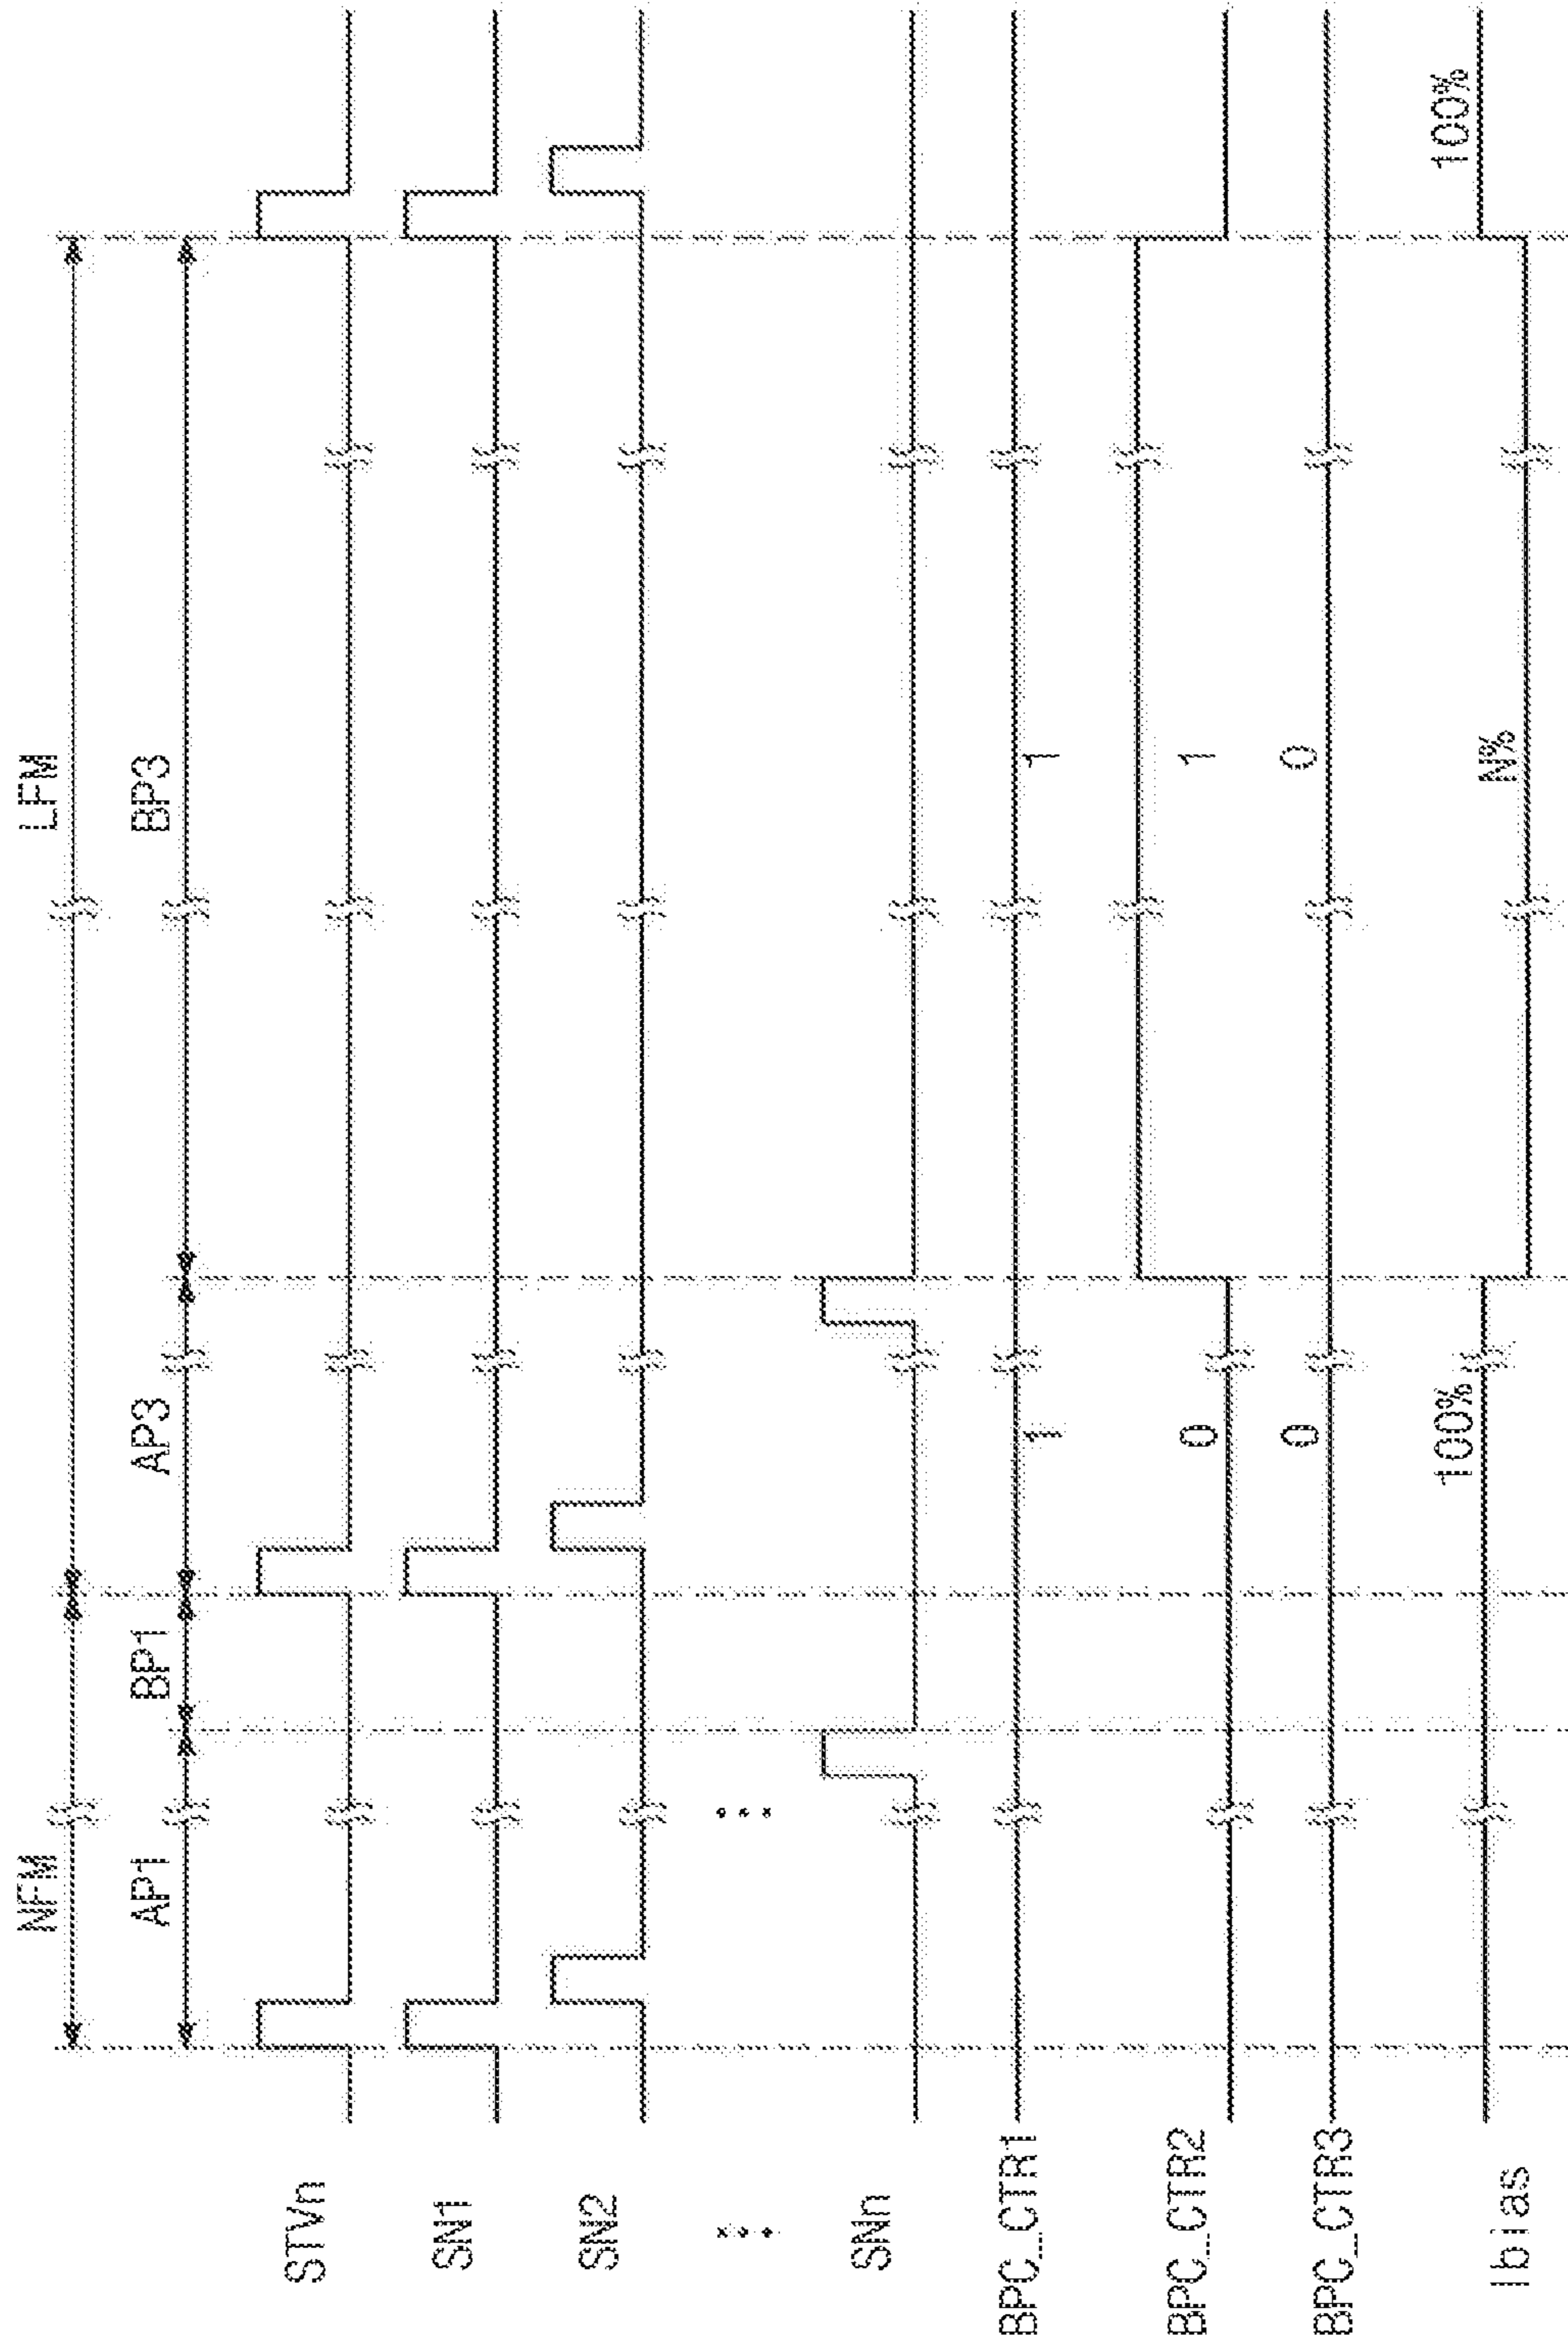 NFM LFM
AP1 BP1 AP3 BP3
STVn
SN1
SN2
⋮ ...
SNn
BPC_CTR1 1 1
BPC_CTR2 0 1
BPC_CTR3 0 0
Ibias 100% N% 100%